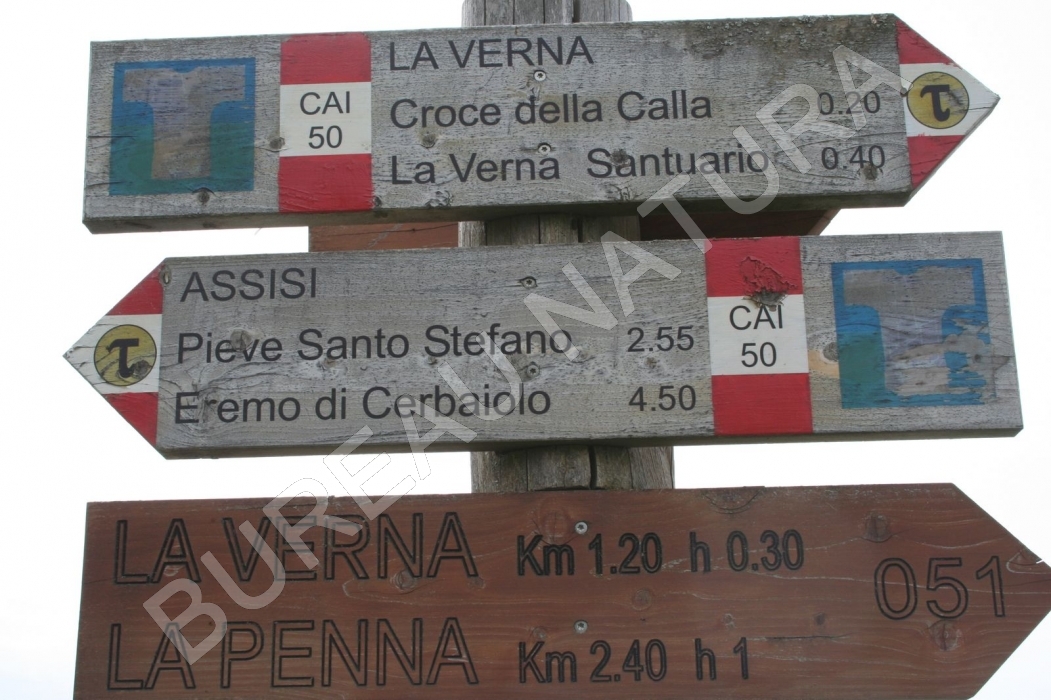 LA VERNA
CAI
50
Croce della Calla 0.20
La Verna Santuario 0.40
τ
ASSISI
τ
Pieve Santo Stefano 2.55
Eremo di Cerbaiolo 4.50
CAI
50
LA VERNA Km 1.20 h 0.30
LA PENNA Km 2.40 h 1
051
BUREAU NATURA